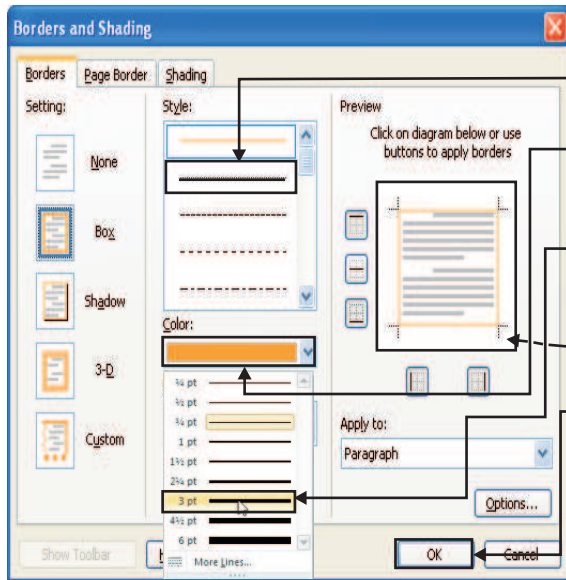 Borders and Shading
Borders
Page Border
Shading
Setting:
None
Box
Shadow
3-D
Custom
Style:
Color:
¼ pt
½ pt
¾ pt
1 pt
1½ pt
2¼ pt
3 pt
4½ pt
6 pt
More Lines...
Preview
Click on diagram below or use
buttons to apply borders
Apply to:
Paragraph
Options...
Show Toolbar
OK
Cancel